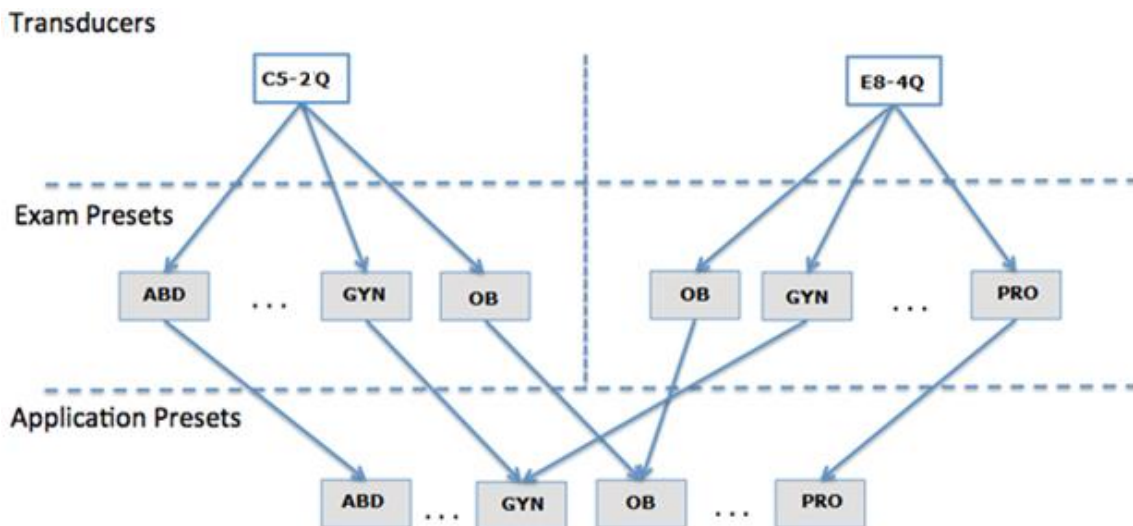 Transducers
C5-2Q
E8-4Q
Exam Presets
ABD
. . .
GYN
OB
OB
GYN
. . .
PRO
Application Presets
ABD
. . .
GYN
OB
. . .
PRO